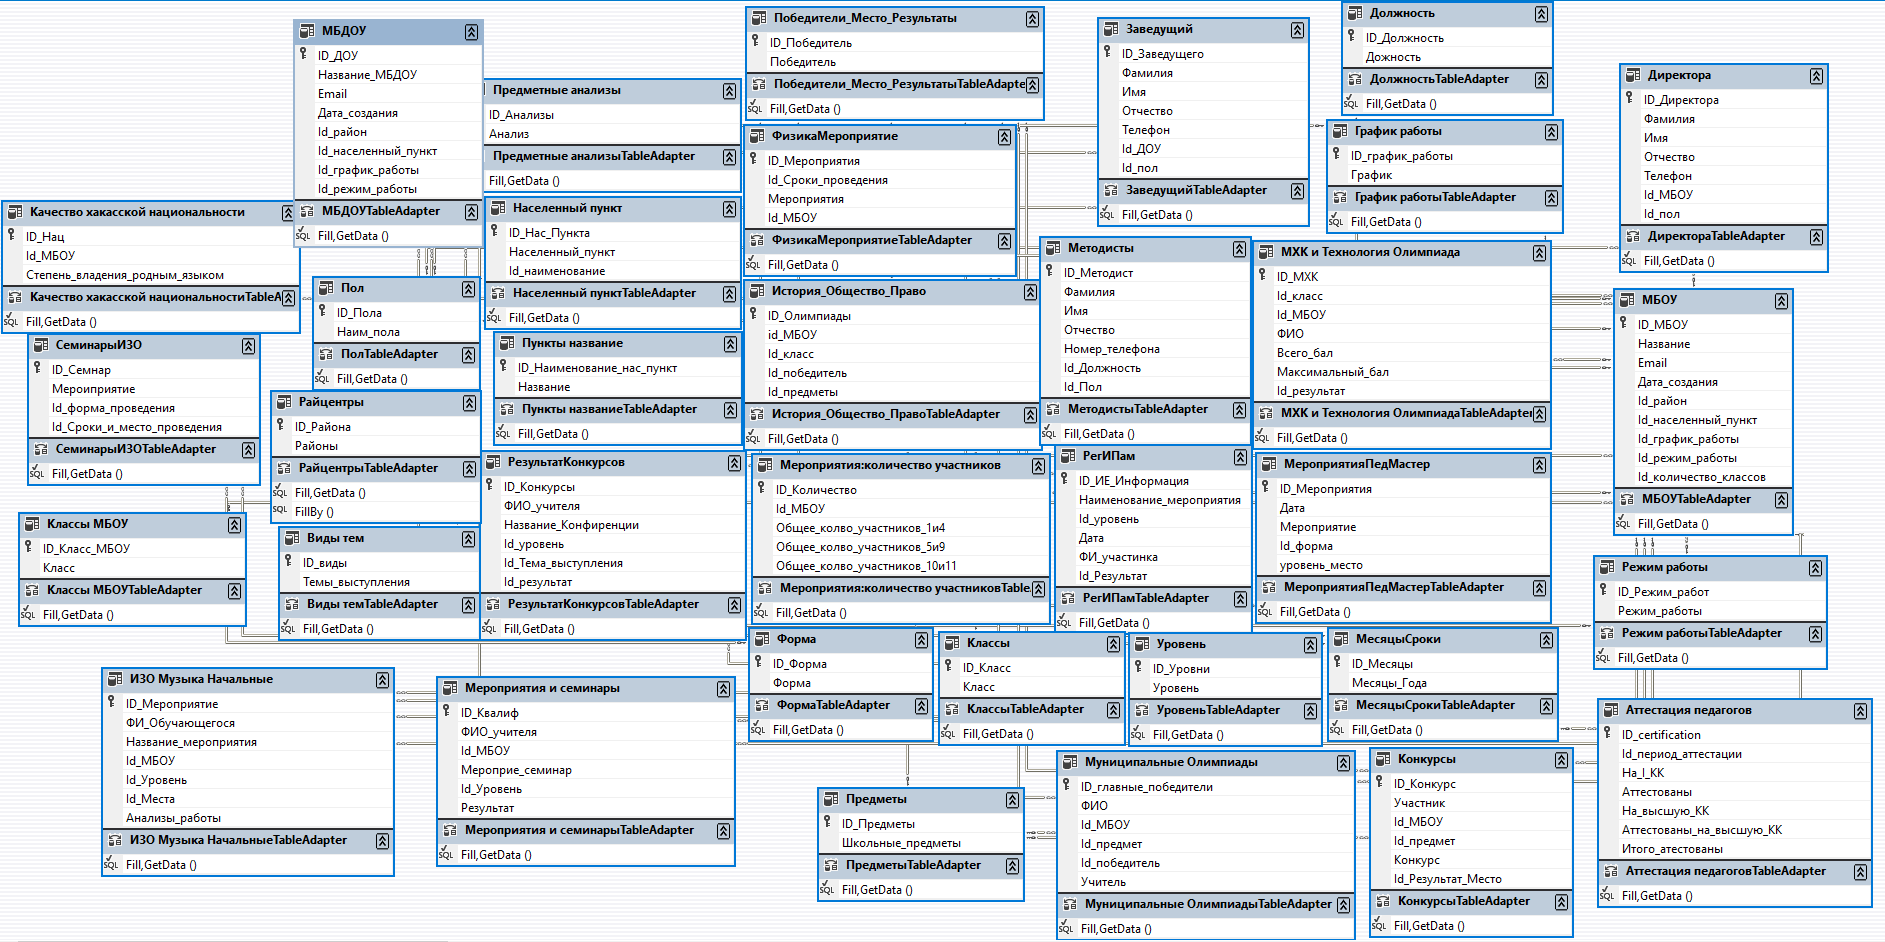 МБДОУ
ID_ДОУ
Название_МБДОУ
Email
Дата_создания
Id_район
Id_населенный_пункт
Id_график_работы
Id_режим_работы
МБДОУTableAdapter
Fill,GetData ()
Предметные анализы
ID_Анализы
Анализ
Предметные анализыTableAdapter
Fill,GetData ()
Победители_Место_Результаты
ID_Победитель
Победитель
Победители_Место_РезультатыTableAdapte
Fill,GetData ()
Заведущий
ID_Заведущего
Фамилия
Имя
Отчество
Телефон
Id_ДОУ
Id_пол
ЗаведущийTableAdapter
Fill,GetData ()
Должность
ID_Должность
Дожность
ДолжностьTableAdapter
Fill,GetData ()
График работы
ID_график_работы
График
График работыTableAdapter
Fill,GetData ()
Директора
ID_Директора
Фамилия
Имя
Отчество
Телефон
Id_МБОУ
Id_пол
ДиректораTableAdapter
Fill,GetData ()
Качество хакасской национальности
ID_Нац
Id_МБОУ
Степень_владения_родным_языком
Качество хакасской национальностиTableA
Fill,GetData ()
Населенный пункт
ID_Нас_Пункта
Населенный_пункт
Id_наименование
Населенный пунктTableAdapter
Fill,GetData ()
ФизикаМероприятие
ID_Мероприятия
Id_Сроки_проведения
Мероприятия
Id_МБОУ
ФизикаМероприятиеTableAdapter
Fill,GetData ()
Методисты
ID_Методист
Фамилия
Имя
Отчество
Номер_телефона
Id_Должность
Id_Пол
МетодистыTableAdapter
Fill,GetData ()
МХК и Технология Олимпиада
ID_МХК
Id_класс
Id_МБОУ
ФИО
Всего_бал
Максимальный_бал
Id_результат
МХК и Технология ОлимпиадаTableAdapter
Fill,GetData ()
МБОУ
ID_МБОУ
Название
Email
Дата_создания
Id_район
Id_населенный_пункт
Id_график_работы
Id_режим_работы
Id_количество_классов
МБОУTableAdapter
Fill,GetData ()
Пол
ID_Пола
Наим_пола
ПолTableAdapter
Fill,GetData ()
История_Общество_Право
ID_Олимпиады
id_МБОУ
Id_класс
Id_победитель
Id_предметы
История_Общество_ПравоTableAdapter
Fill,GetData ()
СеминарыИЗО
ID_Семнар
Мероиприятие
Id_форма_проведения
Id_Сроки_и_место_проведения
СеминарыИЗОTableAdapter
Fill,GetData ()
Пункты название
ID_Наименование_нас_пункт
Название
Пункты названиеTableAdapter
Fill,GetData ()
Райцентры
ID_Района
Районы
РайцентрыTableAdapter
Fill,GetData ()
FillBy ()
РезультатКонкурсов
ID_Конкурсы
ФИО_учителя
Название_Конфиренции
Id_уровень
Id_Тема_выступления
Id_результат
РезультатКонкурсовTableAdapter
Fill,GetData ()
Мероприятия:количество участников
ID_Количество
Id_МБОУ
Общее_колво_участников_1и4
Общее_колво_участников_5и9
Общее_колво_участников_10и11
Мероприятия:количество участниковTable
Fill,GetData ()
РегИПам
ID_ИЕ_Информация
Наименование_мероприятия
Id_уровень
Дата
ФИ_участинка
Id_Результат
РегИПамTableAdapter
Fill,GetData ()
МероприятияПедМастер
ID_Мероприятия
Дата
Мероприятие
Id_форма
уровень_место
МероприятияПедМастерTableAdapter
Fill,GetData ()
Классы МБОУ
ID_Класс_МБОУ
Класс
Классы МБОУTableAdapter
Fill,GetData ()
Виды тем
ID_виды
Темы_выступления
Виды темTableAdapter
Fill,GetData ()
Режим работы
ID_Режим_работ
Режим_работы
Режим работыTableAdapter
Fill,GetData ()
Форма
ID_Форма
Форма
ФормаTableAdapter
Fill,GetData ()
Классы
ID_Класс
Класс
КлассыTableAdapter
Fill,GetData ()
Уровень
ID_Уровни
Уровень
УровеньTableAdapter
Fill,GetData ()
МесяцыСроки
ID_Месяцы
Месяцы_Года
МесяцыСрокиTableAdapter
Fill,GetData ()
ИЗО Музыка Начальные
ID_Мероприятие
ФИ_Обучающегося
Название_мероприятия
Id_МБОУ
Id_Уровень
Id_Места
Анализы_работы
ИЗО Музыка НачальныеTableAdapter
Fill,GetData ()
Мероприятия и семинары
ID_Квалиф
ФИО_учителя
Id_МБОУ
Мероприе_семинар
Id_Уровень
Результат
Мероприятия и семинарыTableAdapter
Fill,GetData ()
Предметы
ID_Предметы
Школьные_предметы
ПредметыTableAdapter
Fill,GetData ()
Муниципальные Олимпиады
ID_главные_победители
ФИО
Id_МБОУ
Id_предмет
Id_победитель
Учитель
Муниципальные ОлимпиадыTableAdapter
Fill,GetData ()
Конкурсы
ID_Конкурс
Участник
Id_МБОУ
Id_предмет
Конкурс
Id_Результат_Место
КонкурсыTableAdapter
Fill,GetData ()
Аттестация педагогов
ID_certification
Id_период_аттестации
На_I_КК
Аттестованы
На_высшую_КК
Аттестованы_на_высшую_КК
Итого_атестованы
Аттестация педагоговTableAdapter
Fill,GetData ()